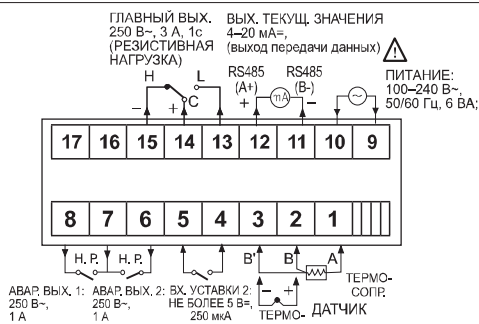 ГЛАВНЫЙ ВЫХ.
250 В~, 3 А, 1с
(РЕЗИСТИВНАЯ
НАГРУЗКА)
ВЫХ. ТЕКУЩ. ЗНАЧЕНИЯ
4–20 мА=,
(выход передачи данных)
ПИТАНИЕ:
100–240 В~,
50/60 Гц, 6 ВА;
H
L
C
–
+
RS485
(A+)
RS485
(B-)
+
mA
–
~
17 16 15 14 13 12 11 10 9
8 7 6 5 4 3 2 1
Н. Р.
Н. Р.
B'
B
A
–
+
АВАР. ВЫХ. 1:
250 В~,
1 А
АВАР. ВЫХ. 2:
250 В~,
1 А
ВХ. УСТАВКИ 2:
НЕ БОЛЕЕ 5 В=,
250 мкА
ТЕРМО-
ТЕРМО-
СОПР.
ДАТЧИК